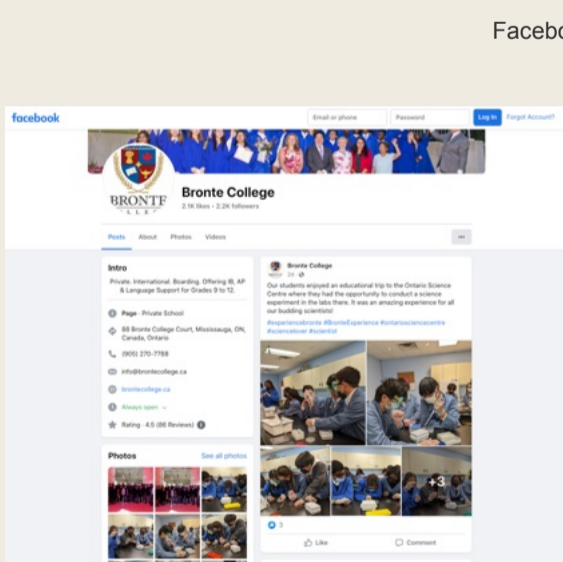 Facebo
facebook
Email or phone
Password
Log In
Forgot Account?
BRONTE
Bronte College
2.1K likes • 2.2K followers
Posts
About
Photos
Videos
Intro
Private. International. Boarding. Offering IB, AP
& Language Support for Grades 9 to 12.
Page · Private School
88 Bronte College Court, Mississauga, ON,
Canada, Ontario
(905) 270-7788
info@brontecollege.ca
brontecollege.ca
Always open
Rating · 4.5 (86 Reviews)
Photos
See all photos
Bronte College
2d
Our students enjoyed an educational trip to the Ontario Science
Centre where they had the opportunity to conduct a science
experiment in the labs there. It was an amazing experience for all
our budding scientists!
#experiencebronte #BronteExperience #ontariosciencecentre
#sciencelover #scientist
+3
3
Like
Comment